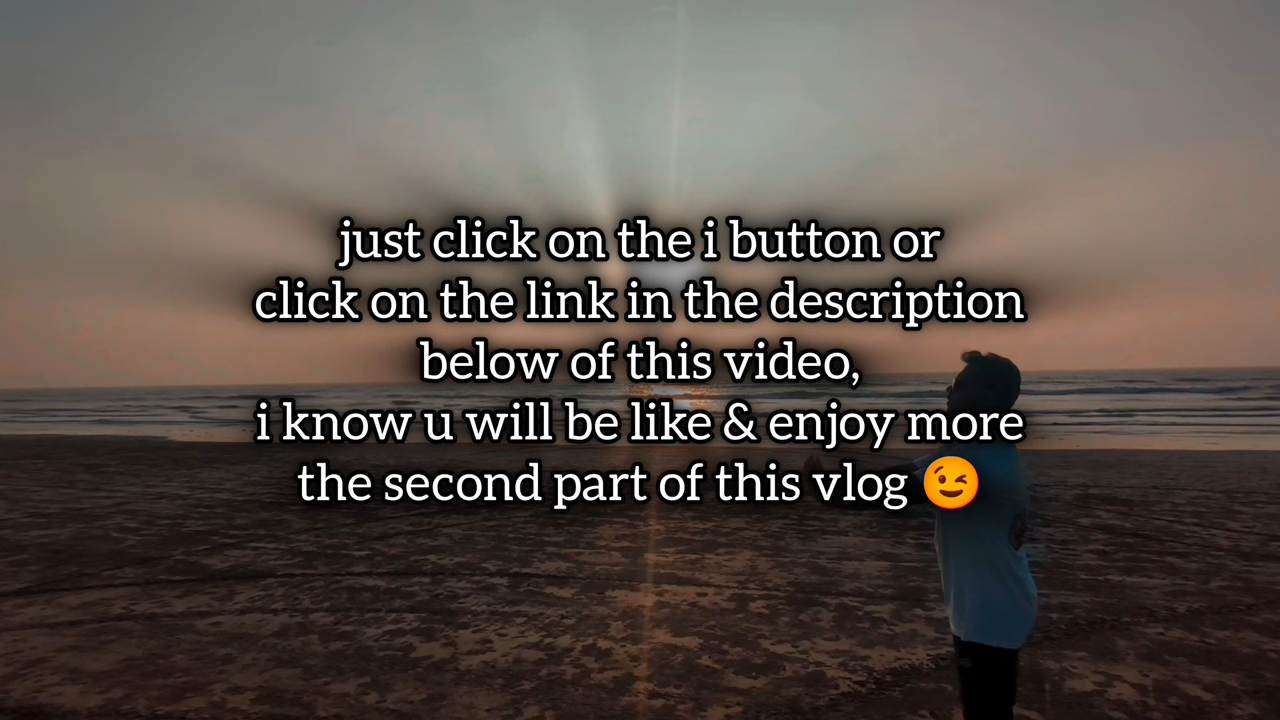 just click on the i button or
click on the link in the description
below of this video,
i know u will be like & enjoy more
the second part of this vlog 😉